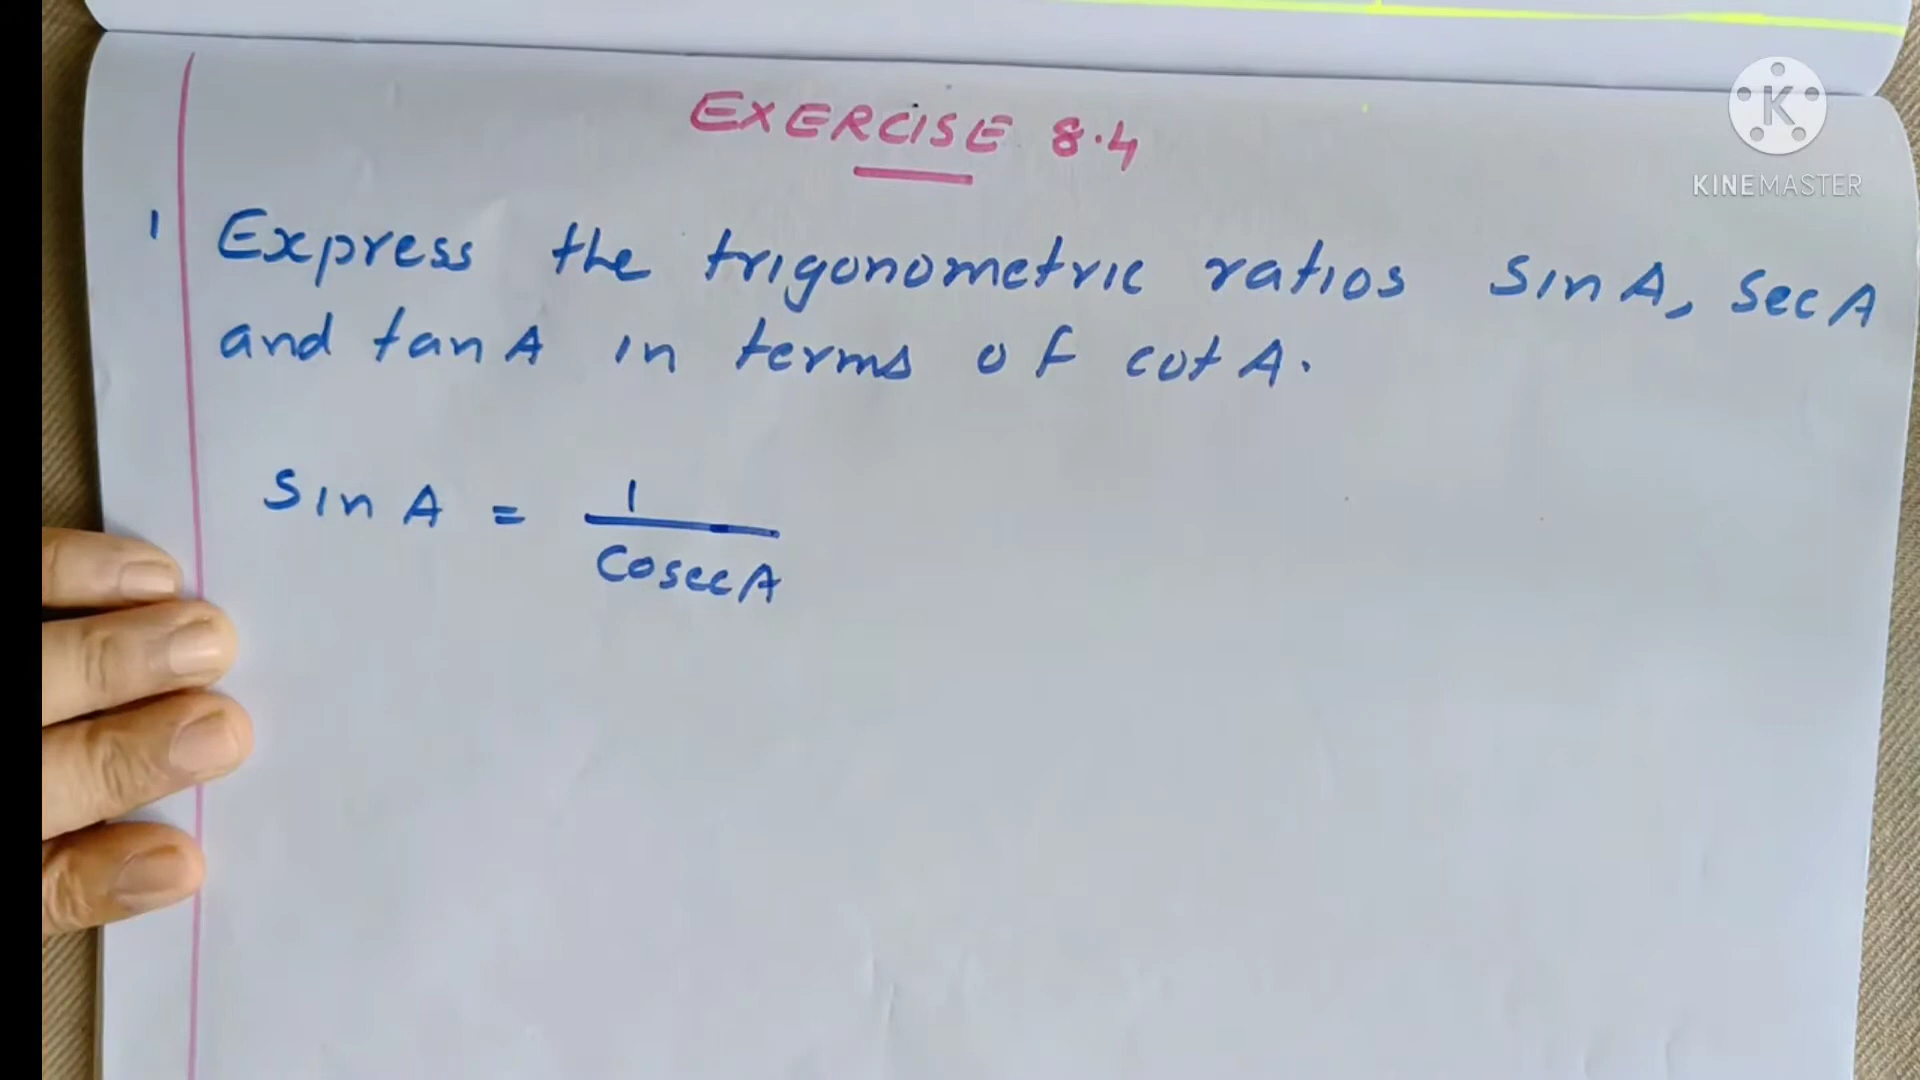 KINEMASTER
EXERCISE 8.4
1 Express the trigonometric ratios sin A, sec A
and tan A in terms of cot A.
sin A = 1
cosec A